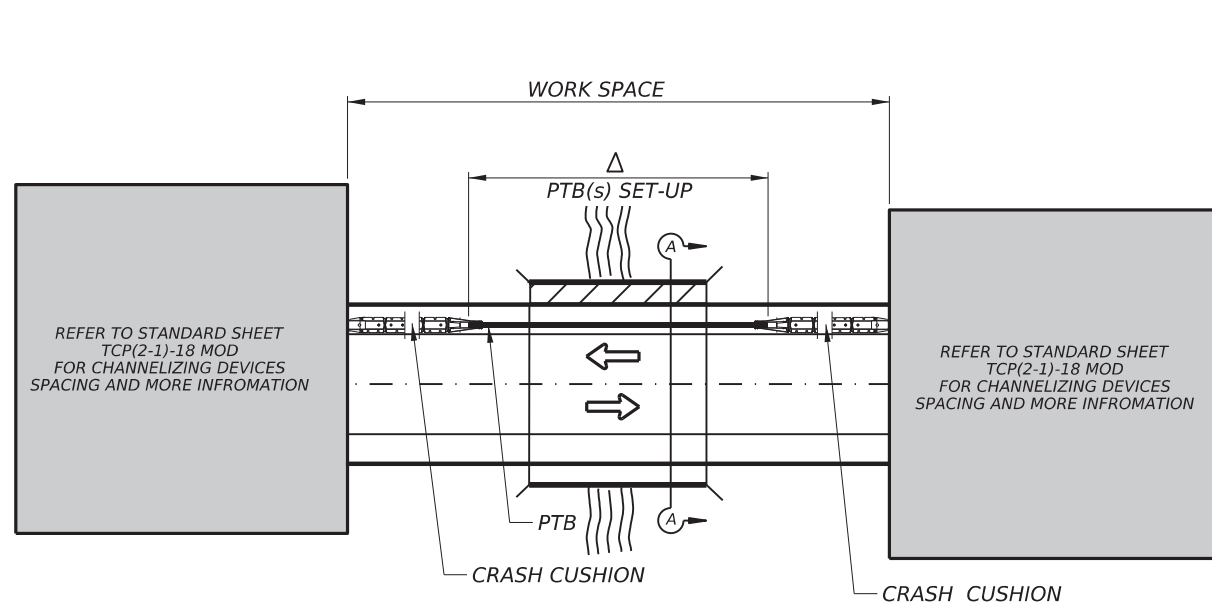 WORK SPACE
Δ
PTB(s) SET-UP
A
REFER TO STANDARD SHEET
TCP(2-1)-18 MOD
FOR CHANNELIZING DEVICES
SPACING AND MORE INFROMATION
REFER TO STANDARD SHEET
TCP(2-1)-18 MOD
FOR CHANNELIZING DEVICES
SPACING AND MORE INFROMATION
A
PTB
CRASH CUSHION
CRASH CUSHION